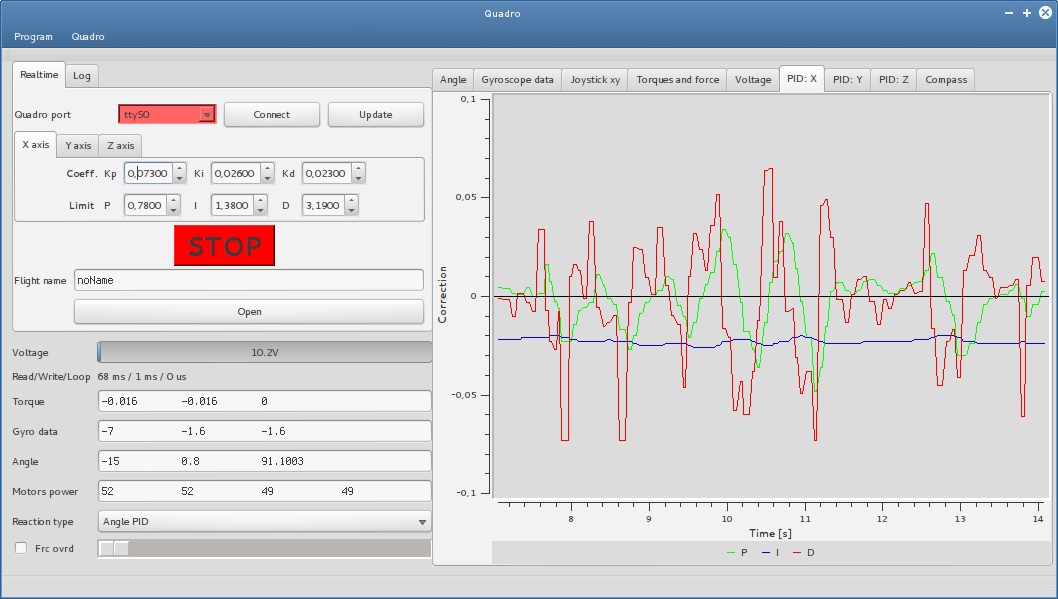 Quadro
Program Quadro
Realtime Log
Quadro port ttyS0 Connect Update
X axis Y axis Z axis
Coeff. Kp 0,07300 Ki 0,02600 Kd 0,02300
Limit P 0,7800 I 1,3800 D 3,1900
STOP
Flight name noName
Open
Voltage 10.2V
Read/Write/Loop 68 ms / 1 ms / 0 us
Torque -0.016 -0.016 0
Gyro data -7 -1.6 -1.6
Angle -15 0.8 91.1003
Motors power 52 52 49 49
Reaction type Angle PID
Frc ovrd
Angle Gyroscope data Joystick xy Torques and force Voltage PID: X PID: Y PID: Z Compass
0,1
0,05
0
-0,05
-0,1
Correction
8 9 10 11 12 13 14
Time [s]
P I D